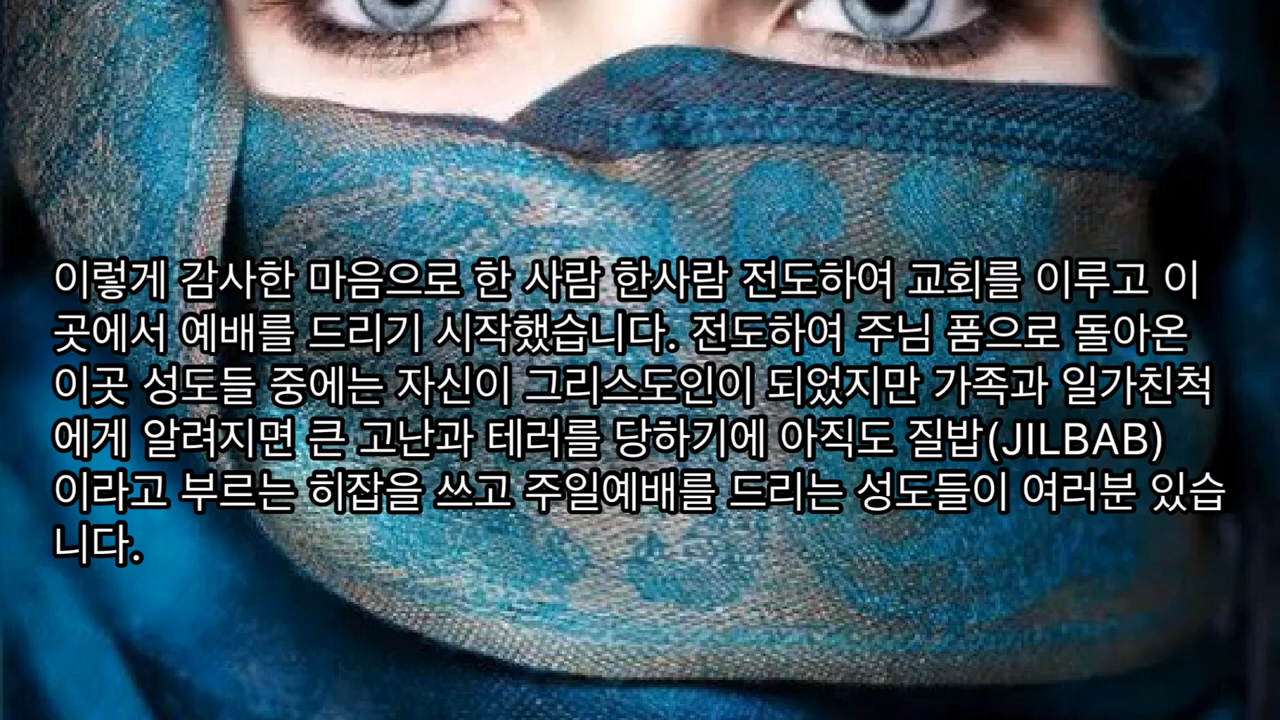 이렇게 감사한 마음으로 한 사람 한사람 전도하여 교회를 이루고 이
곳에서 예배를 드리기 시작했습니다. 전도하여 주님 품으로 돌아온
이곳 성도들 중에는 자신이 그리스도인이 되었지만 가족과 일가친척
에게 알려지면 큰 고난과 테러를 당하기에 아직도 질밥(JILBAB)
이라고 부르는 히잡을 쓰고 주일예배를 드리는 성도들이 여러분 있습
니다.